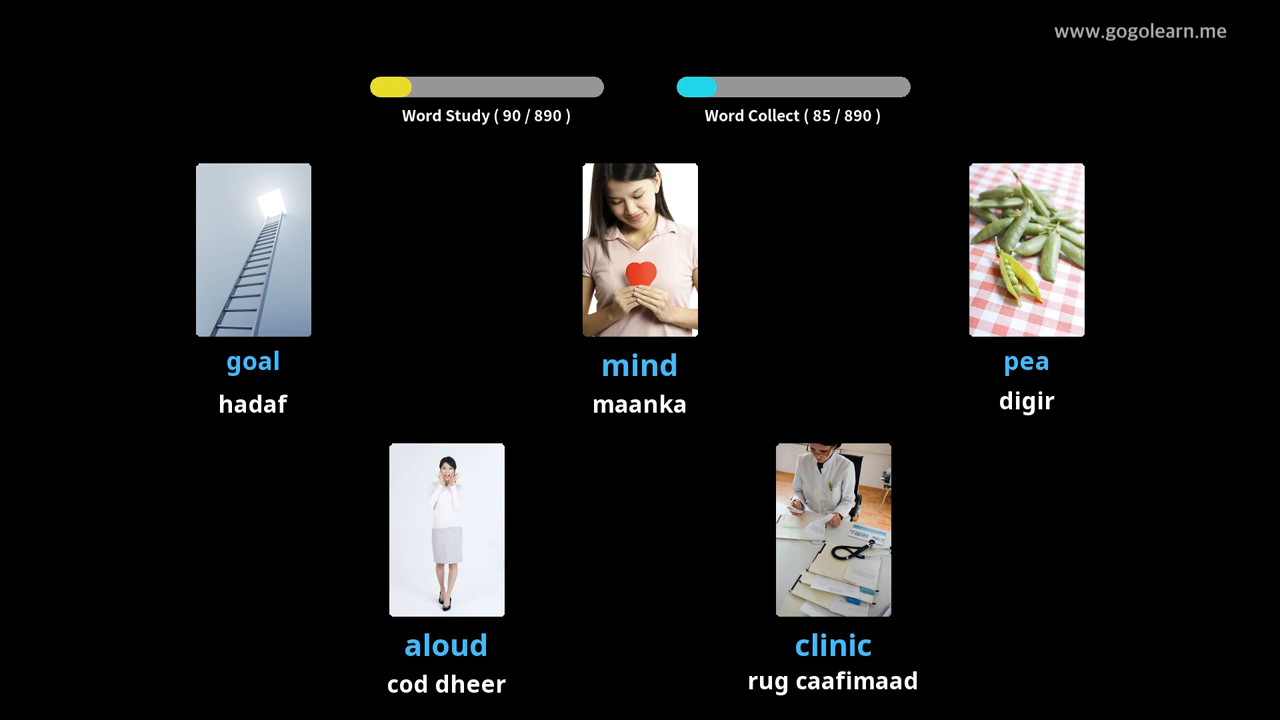 www.gogolearn.me
Word Study ( 90 / 890 )
Word Collect ( 85 / 890 )
goal
hadaf
mind
maanka
pea
digir
aloud
cod dheer
clinic
rug caafimaad